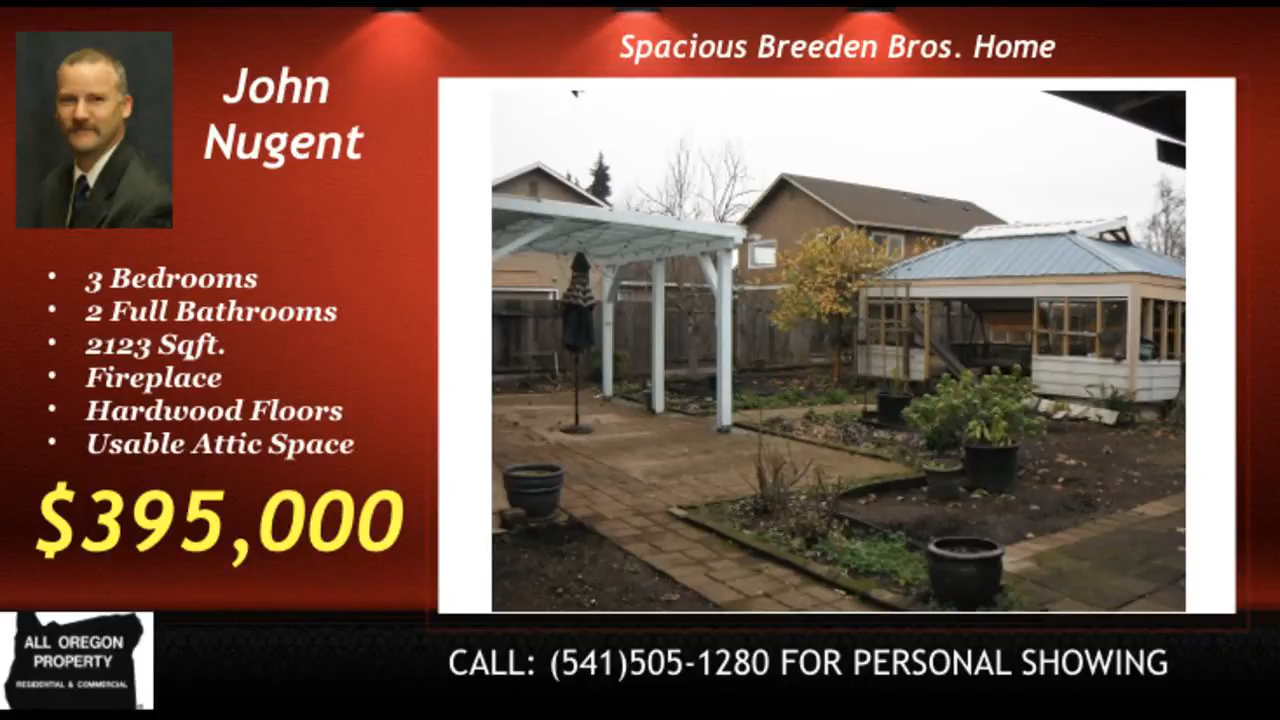 Spacious Breeden Bros. Home
John
Nugent
• 3 Bedrooms
• 2 Full Bathrooms
• 2123 Sqft.
• Fireplace
• Hardwood Floors
• Usable Attic Space
$395,000
ALL OREGON
PROPERTY
RESIDENTIAL & COMMERCIAL
CALL: (541)505-1280 FOR PERSONAL SHOWING